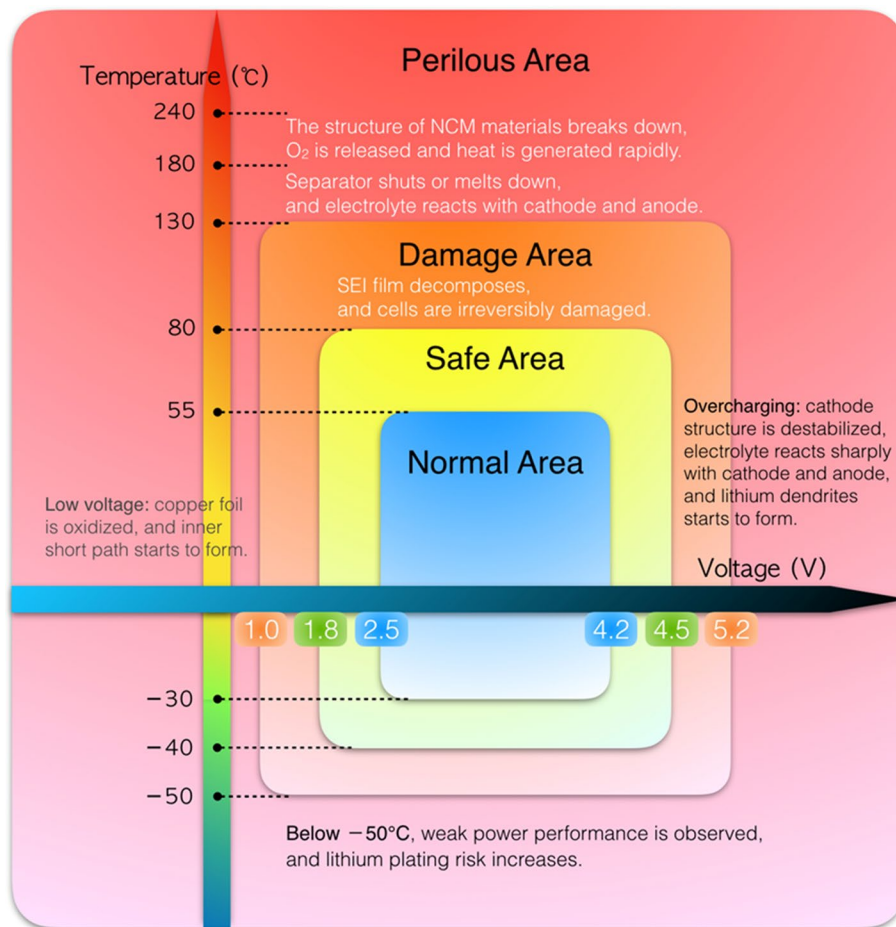 Perilous Area
Temperature (℃)
240
The structure of NCM materials breaks down,
O₂ is released and heat is generated rapidly.
180
Separator shuts or melts down,
and electrolyte reacts with cathode and anode.
130
Damage Area
SEI film decomposes,
and cells are irreversibly damaged.
80
Safe Area
55
Normal Area
Overcharging: cathode
structure is destabilized,
electrolyte reacts sharply
with cathode and anode,
and lithium dendrites
starts to form.
Low voltage: copper foil
is oxidized, and inner
short path starts to form.
Voltage (V)
1.0 1.8 2.5 4.2 4.5 5.2
−30
−40
−50
Below −50°C, weak power performance is observed,
and lithium plating risk increases.